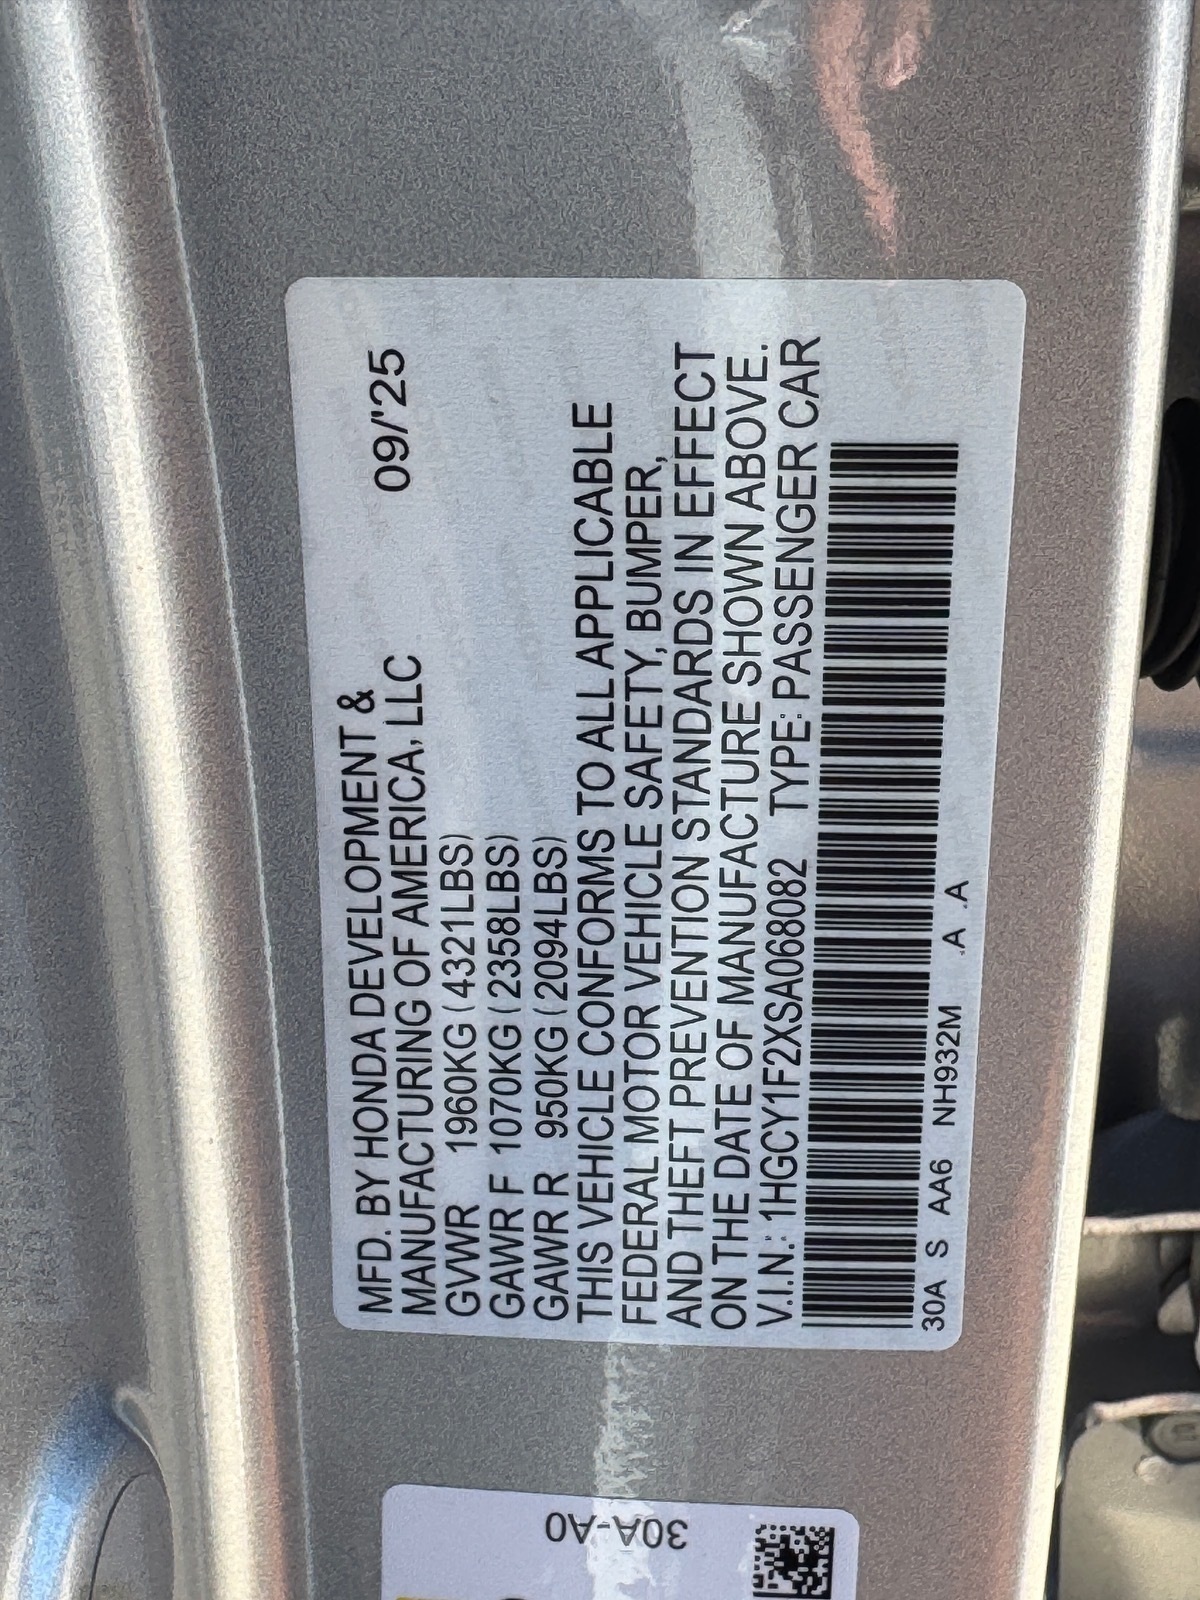 MFD. BY HONDA DEVELOPMENT &
MANUFACTURING OF AMERICA, LLC 09/'25
GVWR 1960KG (4321LBS)
GAWR F 1070KG (2358LBS)
GAWR R 950KG (2094LBS)
THIS VEHICLE CONFORMS TO ALL APPLICABLE
FEDERAL MOTOR VEHICLE SAFETY, BUMPER,
AND THEFT PREVENTION STANDARDS IN EFFECT
ON THE DATE OF MANUFACTURE SHOWN ABOVE.
V.I.N.: 1HGCY1F2XSA068082 TYPE: PASSENGER CAR
30A S AA6 NH932M .A .A
30A-A0